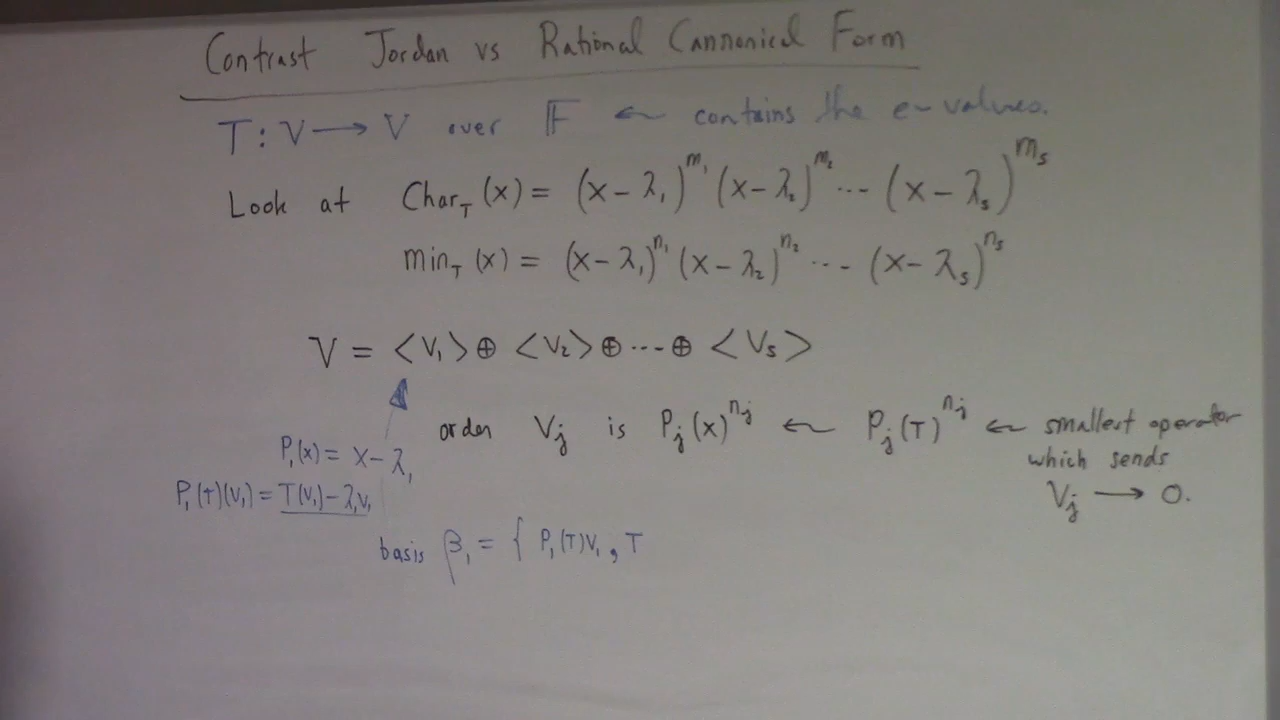 Contrast Jordan vs Rational Cannonical Form
T: V → V over 𝔽 ← contains the e-values.
Look at Char_T(x) = (x-λ₁)^m₁ (x-λ₂)^m₂ ... (x-λ_s)^m_s
min_T(x) = (x-λ₁)^n₁ (x-λ₂)^n₂ ... (x-λ_s)^n_s
V = <v₁> ⊕ <v₂> ⊕ ... ⊕ <v_s>
order v_j is P_j(x)^n_j ← P_j(T)^n_j ← smallest operator
which sends
v_j → 0.
P₁(x) = x-λ₁
P₁(T)(v₁) = T(v₁)-λ₁v₁
basis β₁ = { P₁(T)v₁, T